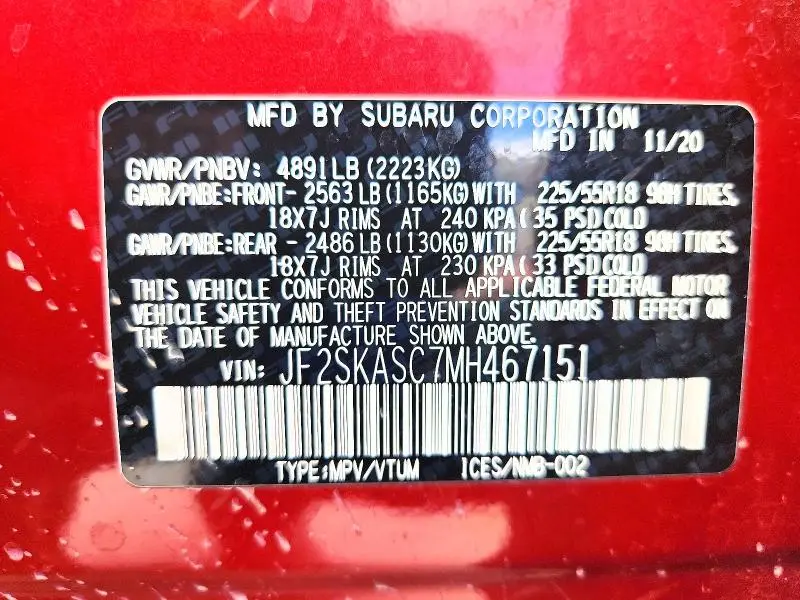 MFD BY SUBARU CORPORATION
MFD IN 11/20
GVWR/PNBV: 4891LB (2223KG)
GAWR/PNBE:FRONT- 2563 LB (1165KG) WITH 225/55R18 98H TIRES,
18X7J RIMS AT 240 KPA (35 PSI) COLD
GAWR/PNBE:REAR - 2486 LB (1130KG) WITH 225/55R18 98H TIRES,
18X7J RIMS AT 230 KPA (33 PSI) COLD
THIS VEHICLE CONFORMS TO ALL APPLICABLE FEDERAL MOTOR
VEHICLE SAFETY AND THEFT PREVENTION STANDARDS IN EFFECT ON
THE DATE OF MANUFACTURE SHOWN ABOVE.
VIN: JF2SKASC7MH467151
TYPE:MPV/VTUM ICES/NMB-002